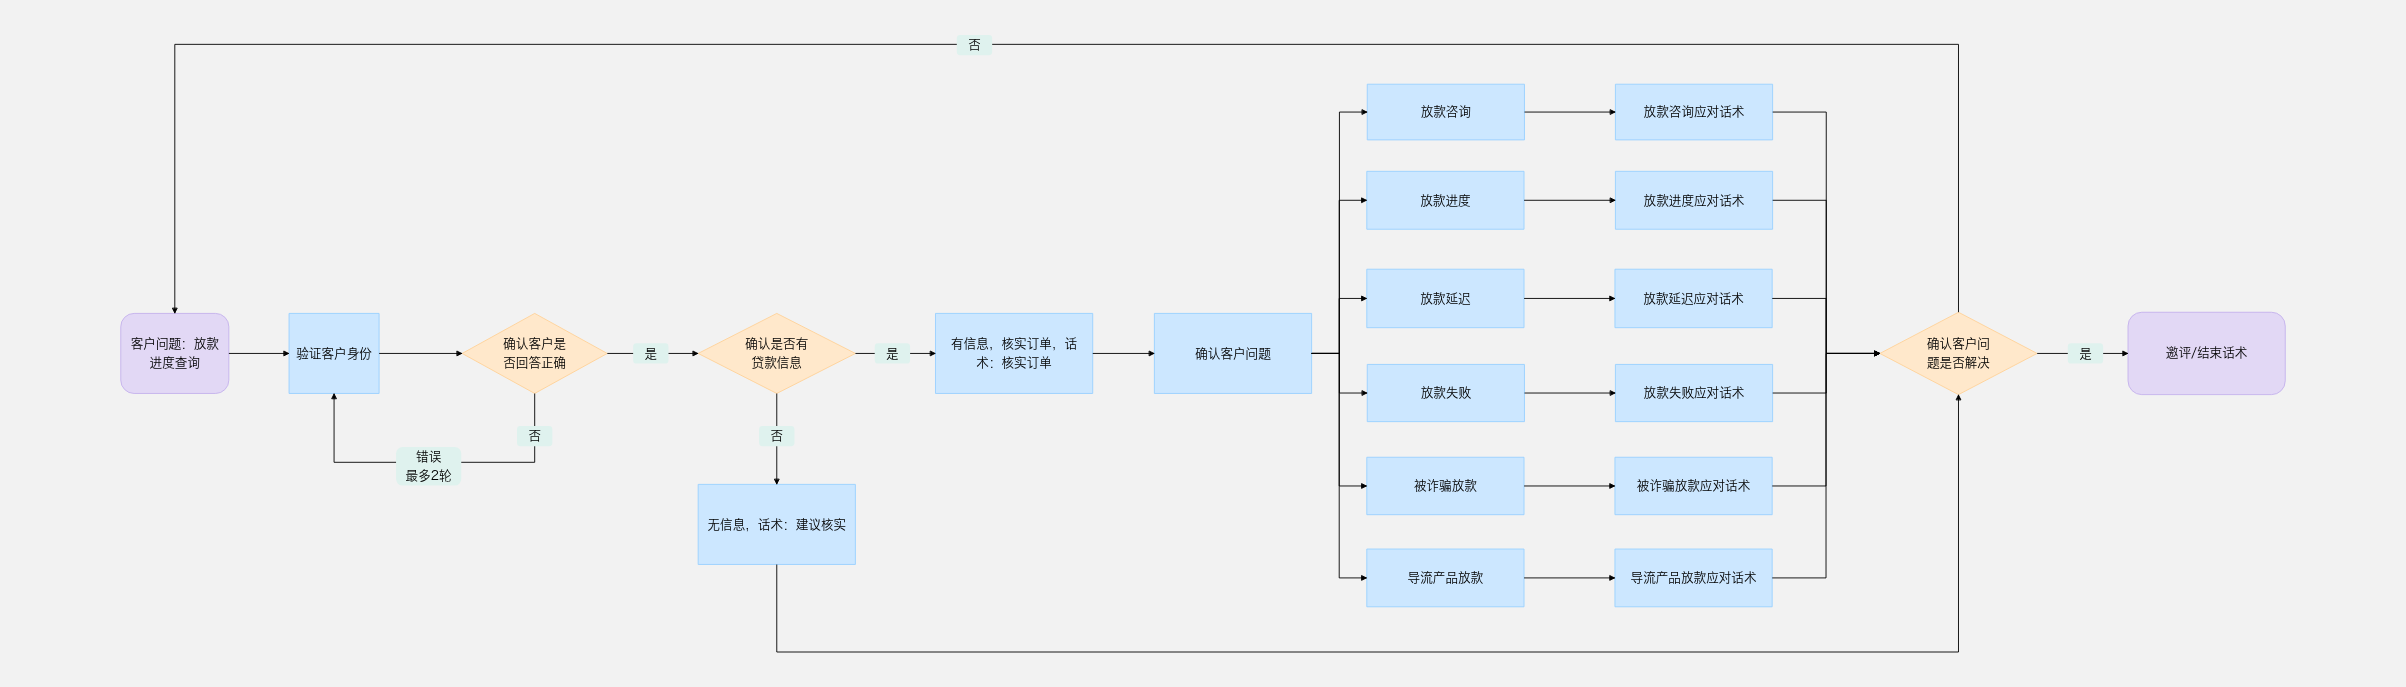 否
客户问题：放款
进度查询
验证客户身份
确认客户是
否回答正确
是
否
错误
最多2轮
确认是否有
贷款信息
是
否
无信息，话术：建议核实
有信息，核实订单，话
术：核实订单
确认客户问题
放款咨询
放款咨询应对话术
放款进度
放款进度应对话术
放款延迟
放款延迟应对话术
放款失败
放款失败应对话术
被诈骗放款
被诈骗放款应对话术
导流产品放款
导流产品放款应对话术
确认客户问
题是否解决
是
邀评/结束话术